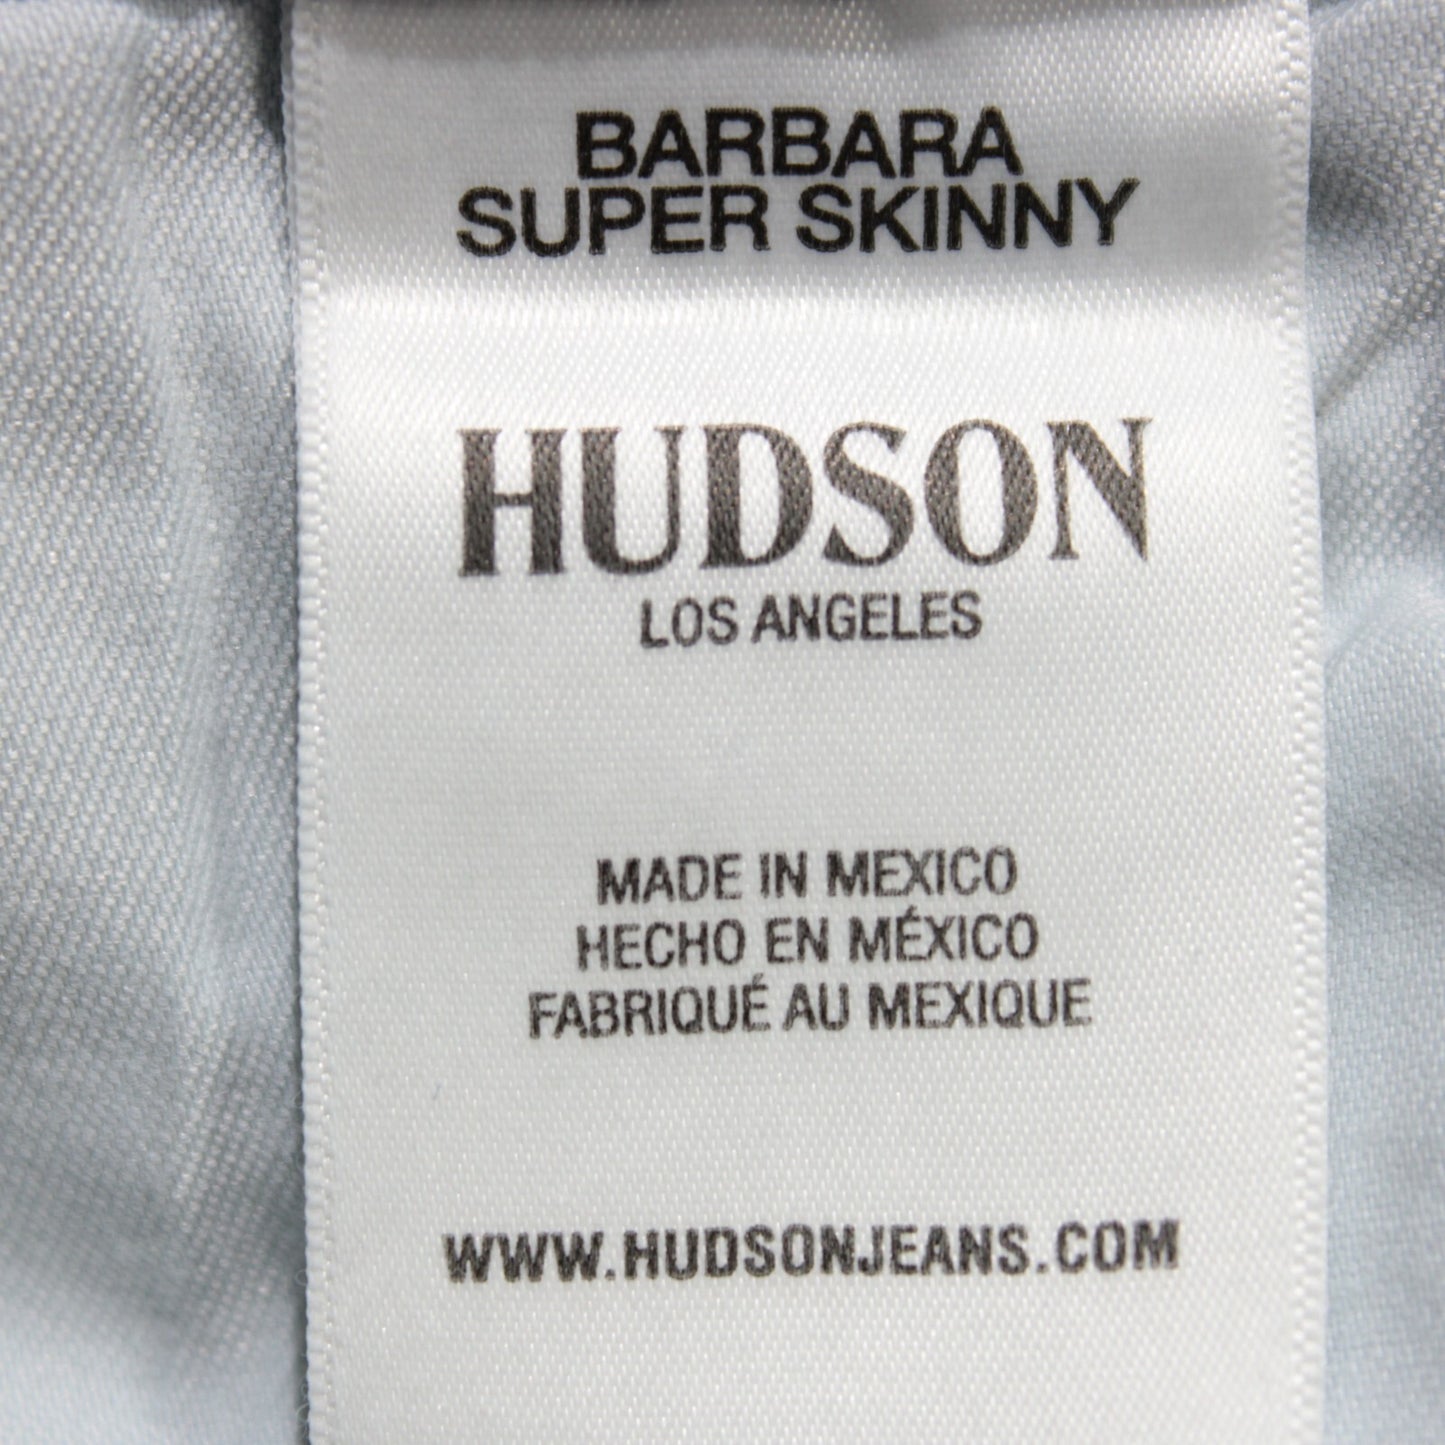 BARBARA
SUPER SKINNY
HUDSON
LOS ANGELES
MADE IN MEXICO
HECHO EN MÉXICO
FABRIQUÉ AU MEXIQUE
WWW.HUDSONJEANS.COM